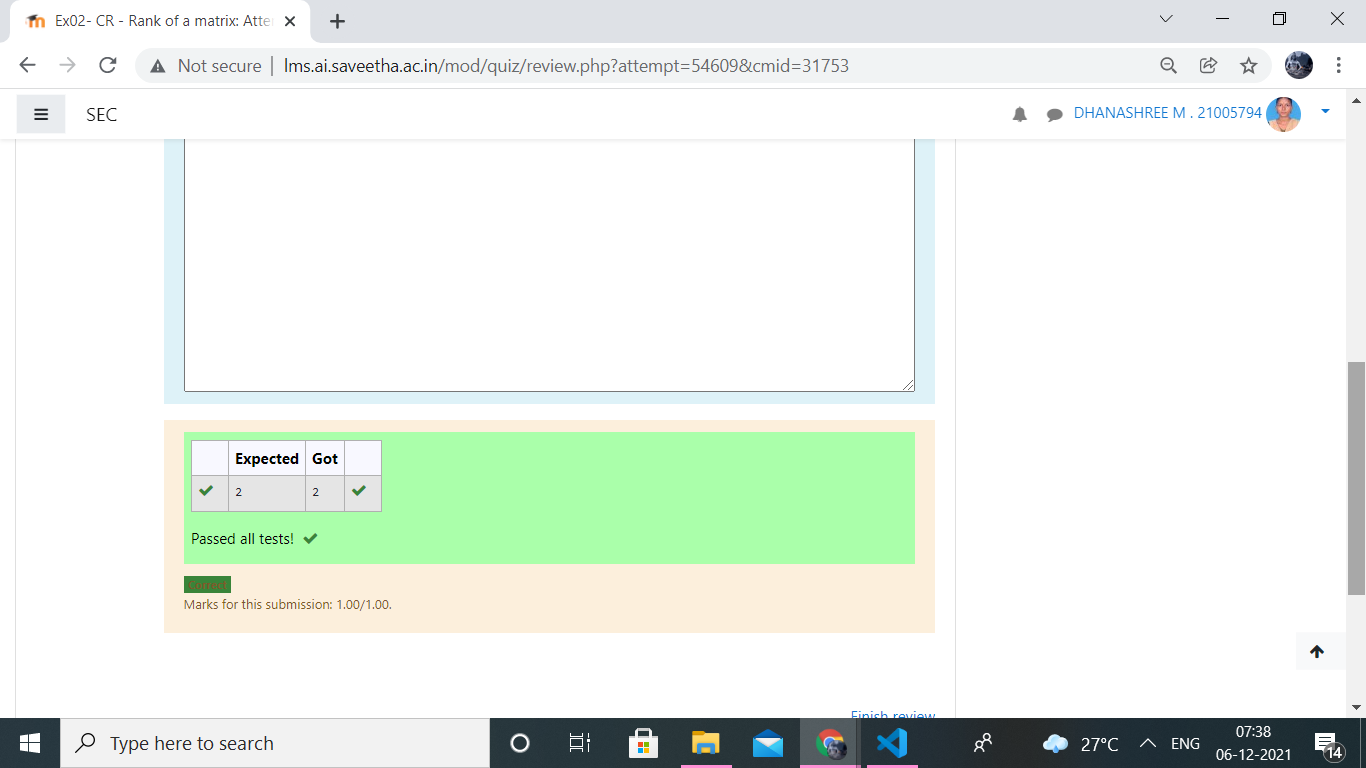 Ex02- CR - Rank of a matrix: Atte
Not secure | lms.ai.saveetha.ac.in/mod/quiz/review.php?attempt=54609&cmid=31753
SEC
DHANASHREE M . 21005794
Expected Got
2 2
Passed all tests!
Correct
Marks for this submission: 1.00/1.00.
Finish review
Type here to search
27°C
ENG
07:38
06-12-2021
14